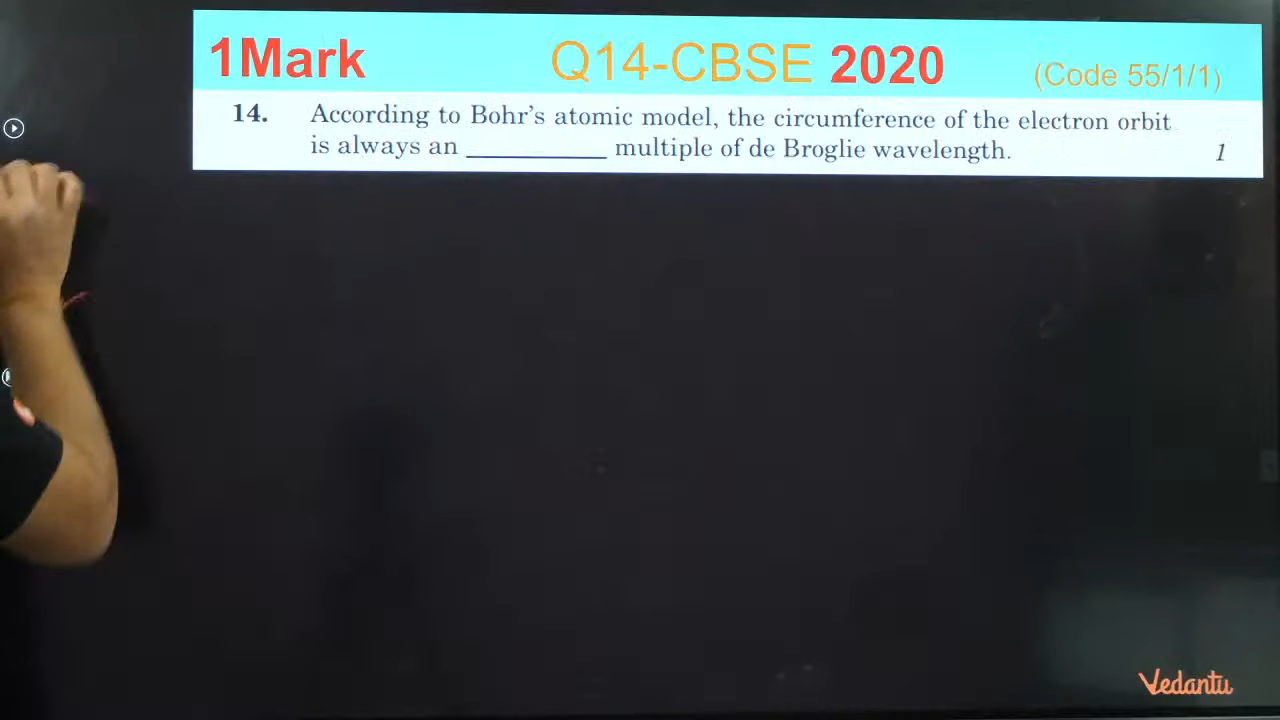 1Mark Q14-CBSE 2020 (Code 55/1/1)
14. According to Bohr's atomic model, the circumference of the electron orbit
is always an __________ multiple of de Broglie wavelength. 1
Vedantu